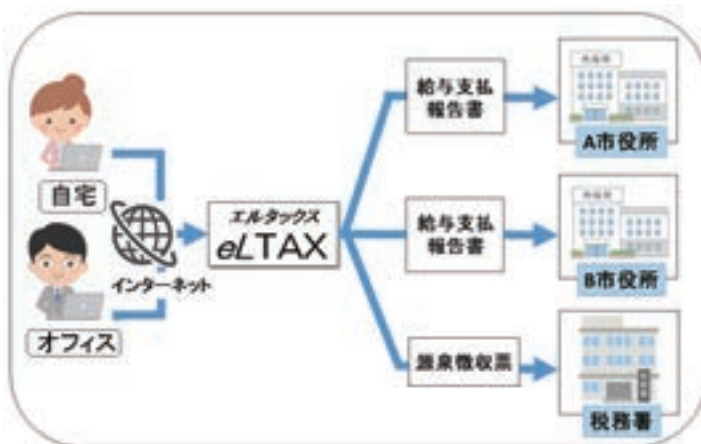 自宅
オフィス
インターネット
エルタックス
eLTAX
給与支払
報告書
A市役所
給与支払
報告書
B市役所
源泉徴収票
税務署